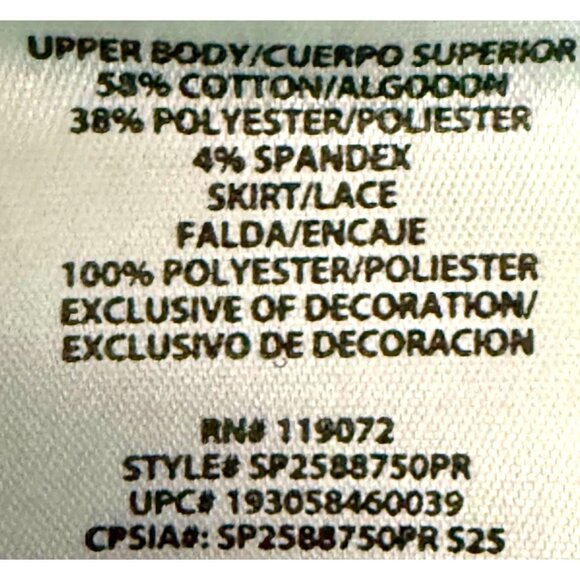 UPPER BODY/CUERPO SUPERIOR
58% COTTON/ALGODON
38% POLYESTER/POLIESTER
4% SPANDEX
SKIRT/LACE
FALDA/ENCAJE
100% POLYESTER/POLIESTER
EXCLUSIVE OF DECORATION/
EXCLUSIVO DE DECORACION
RN# 119072
STYLE# SP2588750PR
UPC# 193058460039
CPSIA#: SP2588750PR S25